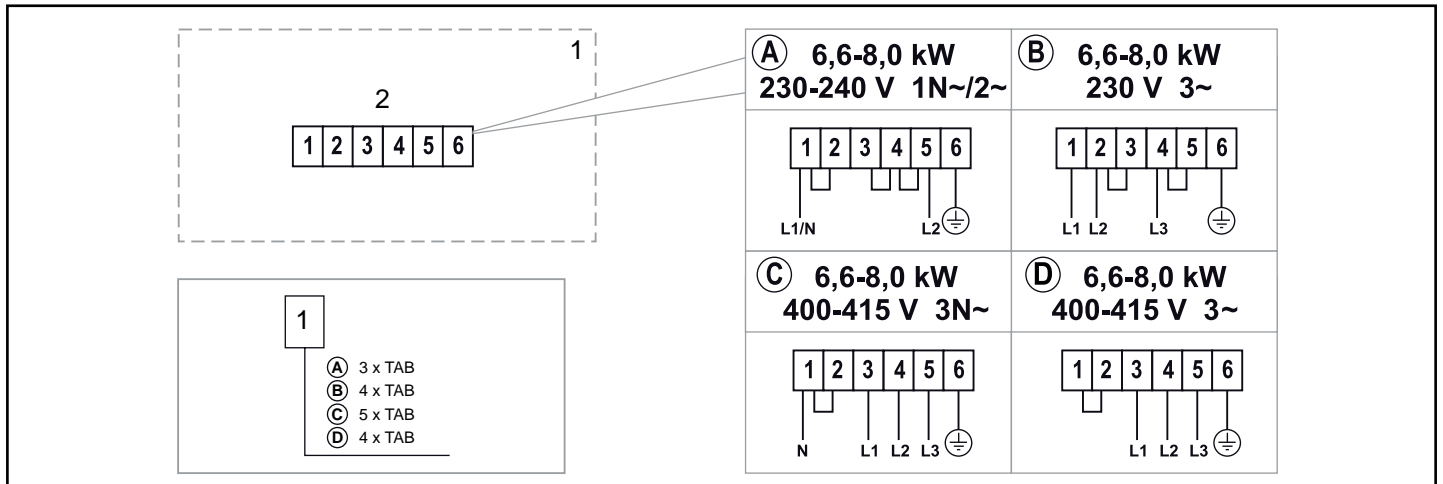 1
2
1 2 3 4 5 6
1
A 3 x TAB
B 4 x TAB
C 5 x TAB
D 4 x TAB
A 6,6-8,0 kW
230-240 V 1N~/2~
1 2 3 4 5 6
L1/N L2
B 6,6-8,0 kW
230 V 3~
1 2 3 4 5 6
L1 L2 L3
C 6,6-8,0 kW
400-415 V 3N~
1 2 3 4 5 6
N L1 L2 L3
D 6,6-8,0 kW
400-415 V 3~
1 2 3 4 5 6
L1 L2 L3